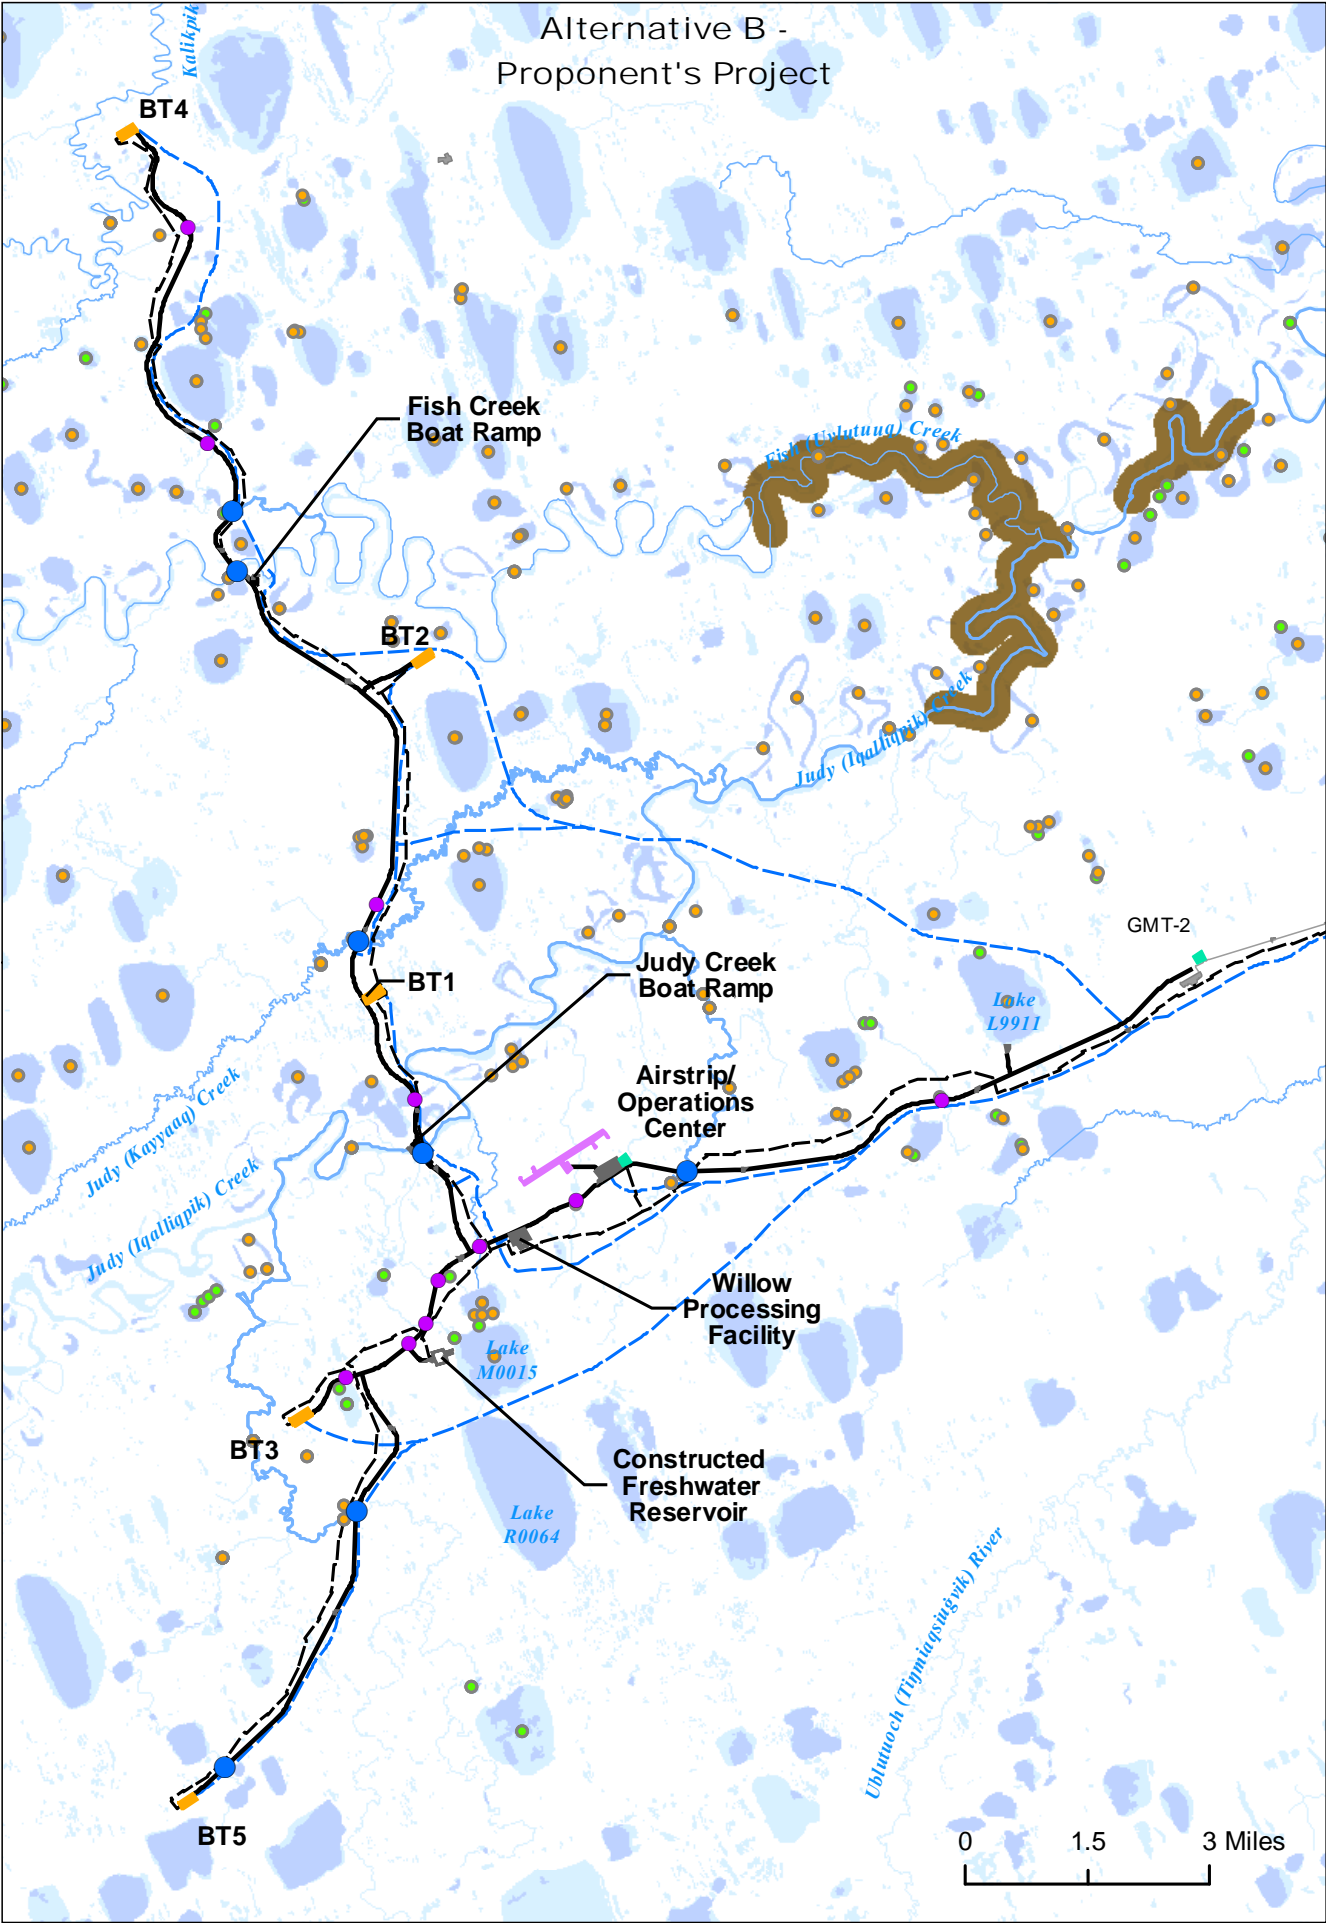 Alternative B -
Proponent's Project
Kalikpik
BT4
Fish Creek
Boat Ramp
Fish (Uvlutuuq) Creek
BT2
Judy (Iqalliqpik) Creek
GMT-2
Judy Creek
Boat Ramp
BT1
Lake
L9911
Airstrip/
Operations
Center
Judy (Kayyaaq) Creek
Judy (Iqalliqpik) Creek
Willow
Processing
Facility
Lake
M0015
BT3
Constructed
Freshwater
Reservoir
Lake
R0064
Ublutuoch (Tiŋmiaqsiuġvik) River
BT5
0 1.5 3 Miles